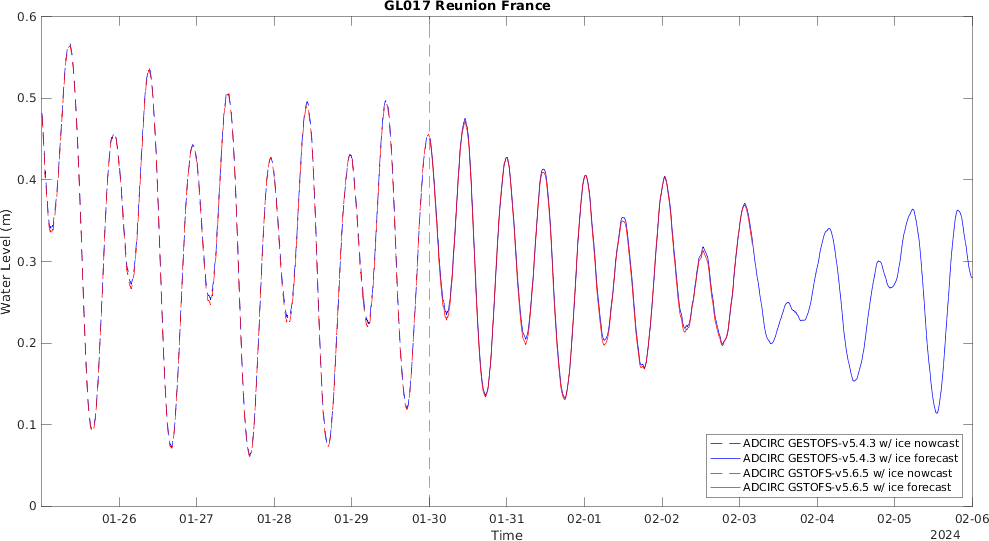 GL017 Reunion France
0.6
0.5
0.4
0.3
0.2
0.1
0
Water Level (m)
01-26 01-27 01-28 01-29 01-30 01-31 02-01 02-02 02-03 02-04 02-05 02-06
Time
2024
ADCIRC GESTOFS-v5.4.3 w/ ice nowcast
ADCIRC GESTOFS-v5.4.3 w/ ice forecast
ADCIRC GSTOFS-v5.6.5 w/ ice nowcast
ADCIRC GSTOFS-v5.6.5 w/ ice forecast